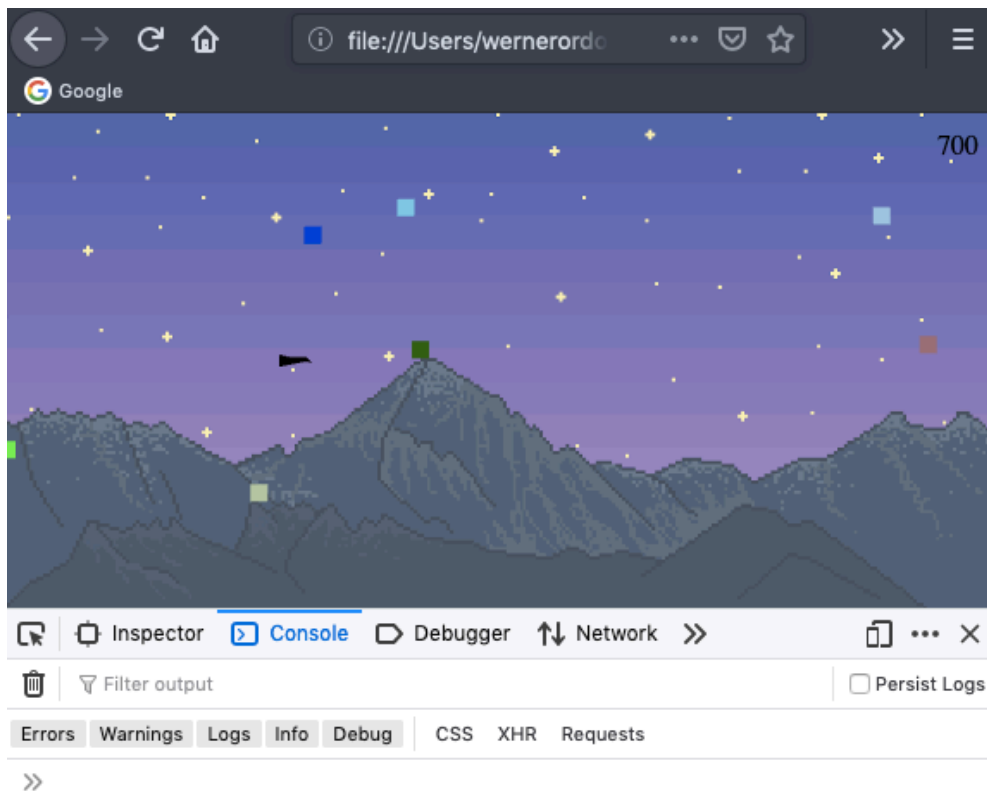 file:///Users/wernerordo
Google
700
Inspector Console Debugger Network
Filter output Persist Logs
Errors Warnings Logs Info Debug CSS XHR Requests